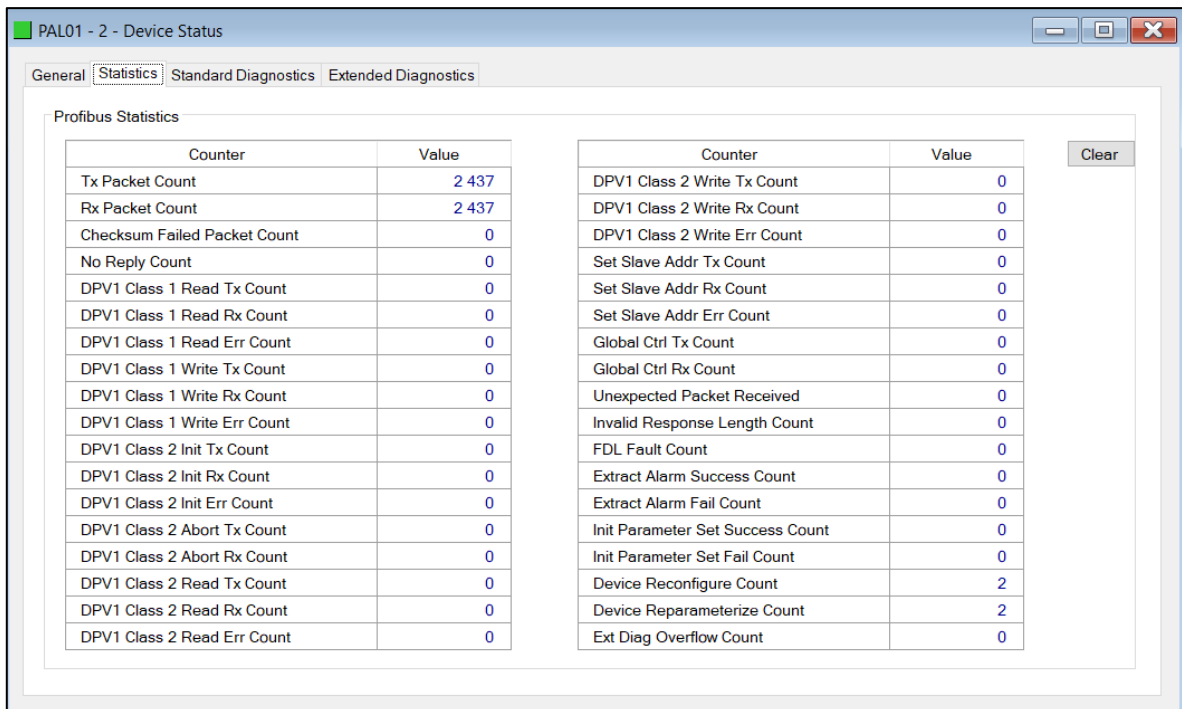 PAL01 - 2 - Device Status
General Statistics Standard Diagnostics Extended Diagnostics
Profibus Statistics
Counter Value
Tx Packet Count 2 437
Rx Packet Count 2 437
Checksum Failed Packet Count 0
No Reply Count 0
DPV1 Class 1 Read Tx Count 0
DPV1 Class 1 Read Rx Count 0
DPV1 Class 1 Read Err Count 0
DPV1 Class 1 Write Tx Count 0
DPV1 Class 1 Write Rx Count 0
DPV1 Class 1 Write Err Count 0
DPV1 Class 2 Init Tx Count 0
DPV1 Class 2 Init Rx Count 0
DPV1 Class 2 Init Err Count 0
DPV1 Class 2 Abort Tx Count 0
DPV1 Class 2 Abort Rx Count 0
DPV1 Class 2 Read Tx Count 0
DPV1 Class 2 Read Rx Count 0
DPV1 Class 2 Read Err Count 0
Counter Value
DPV1 Class 2 Write Tx Count 0
DPV1 Class 2 Write Rx Count 0
DPV1 Class 2 Write Err Count 0
Set Slave Addr Tx Count 0
Set Slave Addr Rx Count 0
Set Slave Addr Err Count 0
Global Ctrl Tx Count 0
Global Ctrl Rx Count 0
Unexpected Packet Received 0
Invalid Response Length Count 0
FDL Fault Count 0
Extract Alarm Success Count 0
Extract Alarm Fail Count 0
Init Parameter Set Success Count 0
Init Parameter Set Fail Count 0
Device Reconfigure Count 2
Device Reparameterize Count 2
Ext Diag Overflow Count 0
Clear